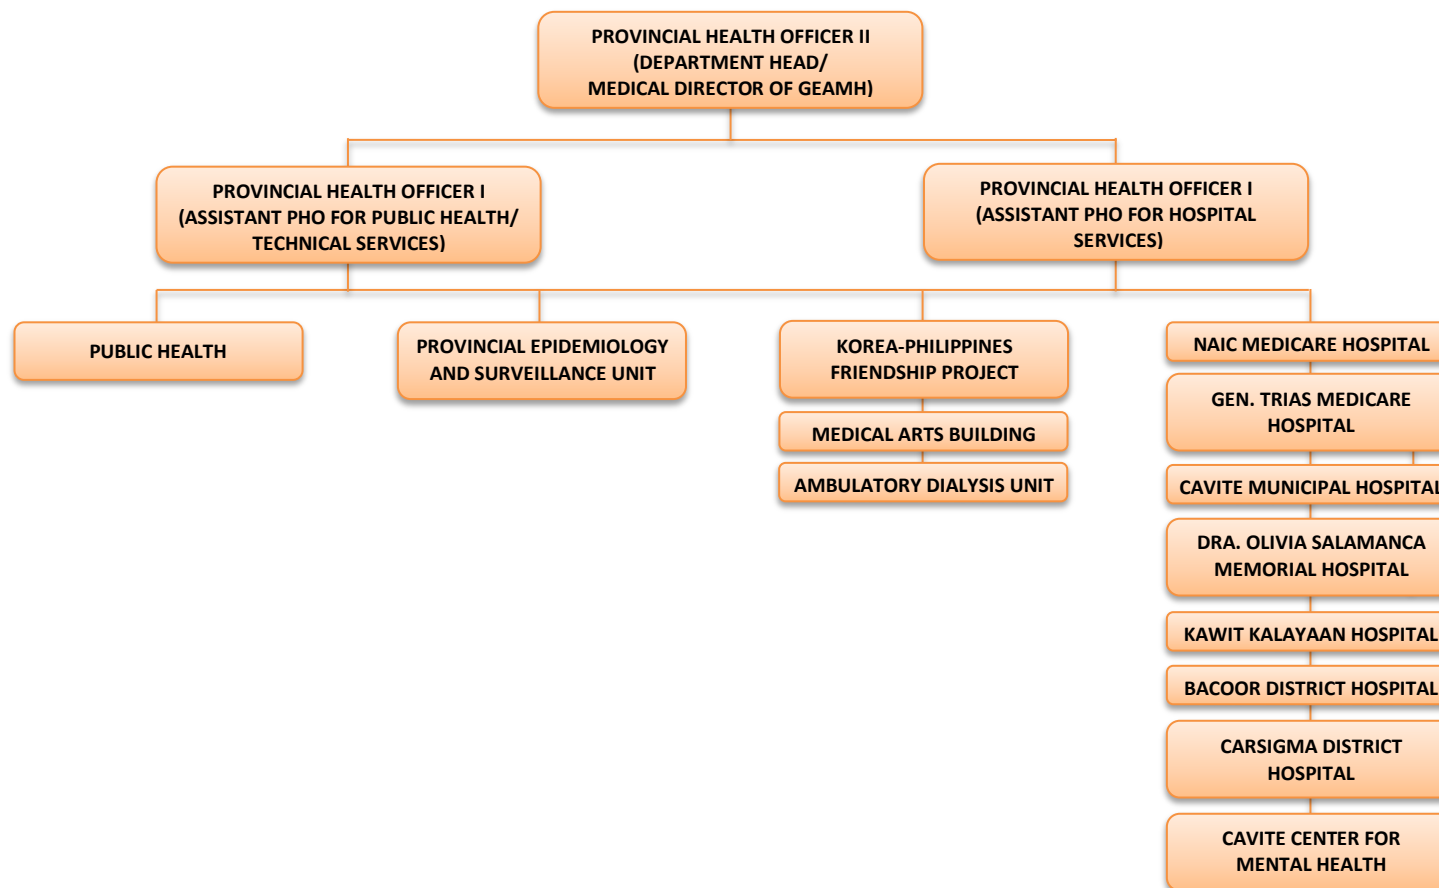 PROVINCIAL HEALTH OFFICER II
(DEPARTMENT HEAD/
MEDICAL DIRECTOR OF GEAMH)
PROVINCIAL HEALTH OFFICER I
(ASSISTANT PHO FOR PUBLIC HEALTH/
TECHNICAL SERVICES)
PROVINCIAL HEALTH OFFICER I
(ASSISTANT PHO FOR HOSPITAL
SERVICES)
PUBLIC HEALTH
PROVINCIAL EPIDEMIOLOGY
AND SURVEILLANCE UNIT
KOREA-PHILIPPINES
FRIENDSHIP PROJECT
MEDICAL ARTS BUILDING
AMBULATORY DIALYSIS UNIT
NAIC MEDICARE HOSPITAL
GEN. TRIAS MEDICARE
HOSPITAL
CAVITE MUNICIPAL HOSPITAL
DRA. OLIVIA SALAMANCA
MEMORIAL HOSPITAL
KAWIT KALAYAAN HOSPITAL
BACOOR DISTRICT HOSPITAL
CARSIGMA DISTRICT
HOSPITAL
CAVITE CENTER FOR
MENTAL HEALTH